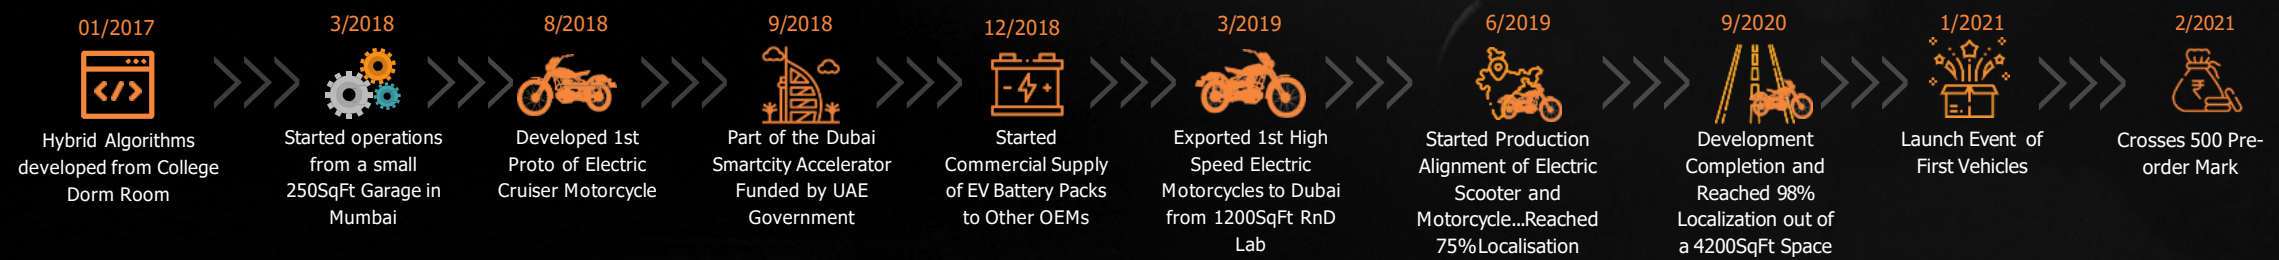 01/2017
Hybrid Algorithms
developed from College
Dorm Room
3/2018
Started operations
from a small
250SqFt Garage in
Mumbai
8/2018
Developed 1st
Proto of Electric
Cruiser Motorcycle
9/2018
Part of the Dubai
Smartcity Accelerator
Funded by UAE
Government
12/2018
Started
Commercial Supply
of EV Battery Packs
to Other OEMs
3/2019
Exported 1st High
Speed Electric
Motorcycles to Dubai
from 1200SqFt RnD
Lab
6/2019
Started Production
Alignment of Electric
Scooter and
Motorcycle...Reached
75%Localisation
9/2020
Development
Completion and
Reached 98%
Localization out of
a 4200SqFt Space
1/2021
Launch Event of
First Vehicles
2/2021
₹
Crosses 500 Pre-
order Mark